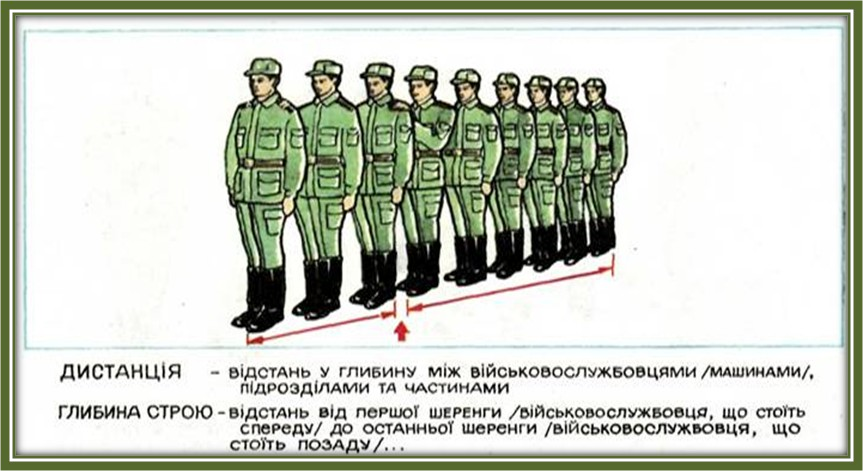 ДИСТАНЦІЯ - ВІДСТАНЬ У ГЛИБИНУ МІЖ ВІЙСЬКОВОСЛУЖБОВЦЯМИ /МАШИНАМИ/,
ПІДРОЗДІЛАМИ ТА ЧАСТИНАМИ
ГЛИБИНА СТРОЮ - ВІДСТАНЬ ВІД ПЕРШОЇ ШЕРЕНГИ /ВІЙСЬКОВОСЛУЖБОВЦЯ, ЩО СТОЇТЬ
СПЕРЕДУ/ ДО ОСТАННЬОЇ ШЕРЕНГИ /ВІЙСЬКОВОСЛУЖБОВЦЯ, ЩО
СТОЇТЬ ПОЗАДУ/...